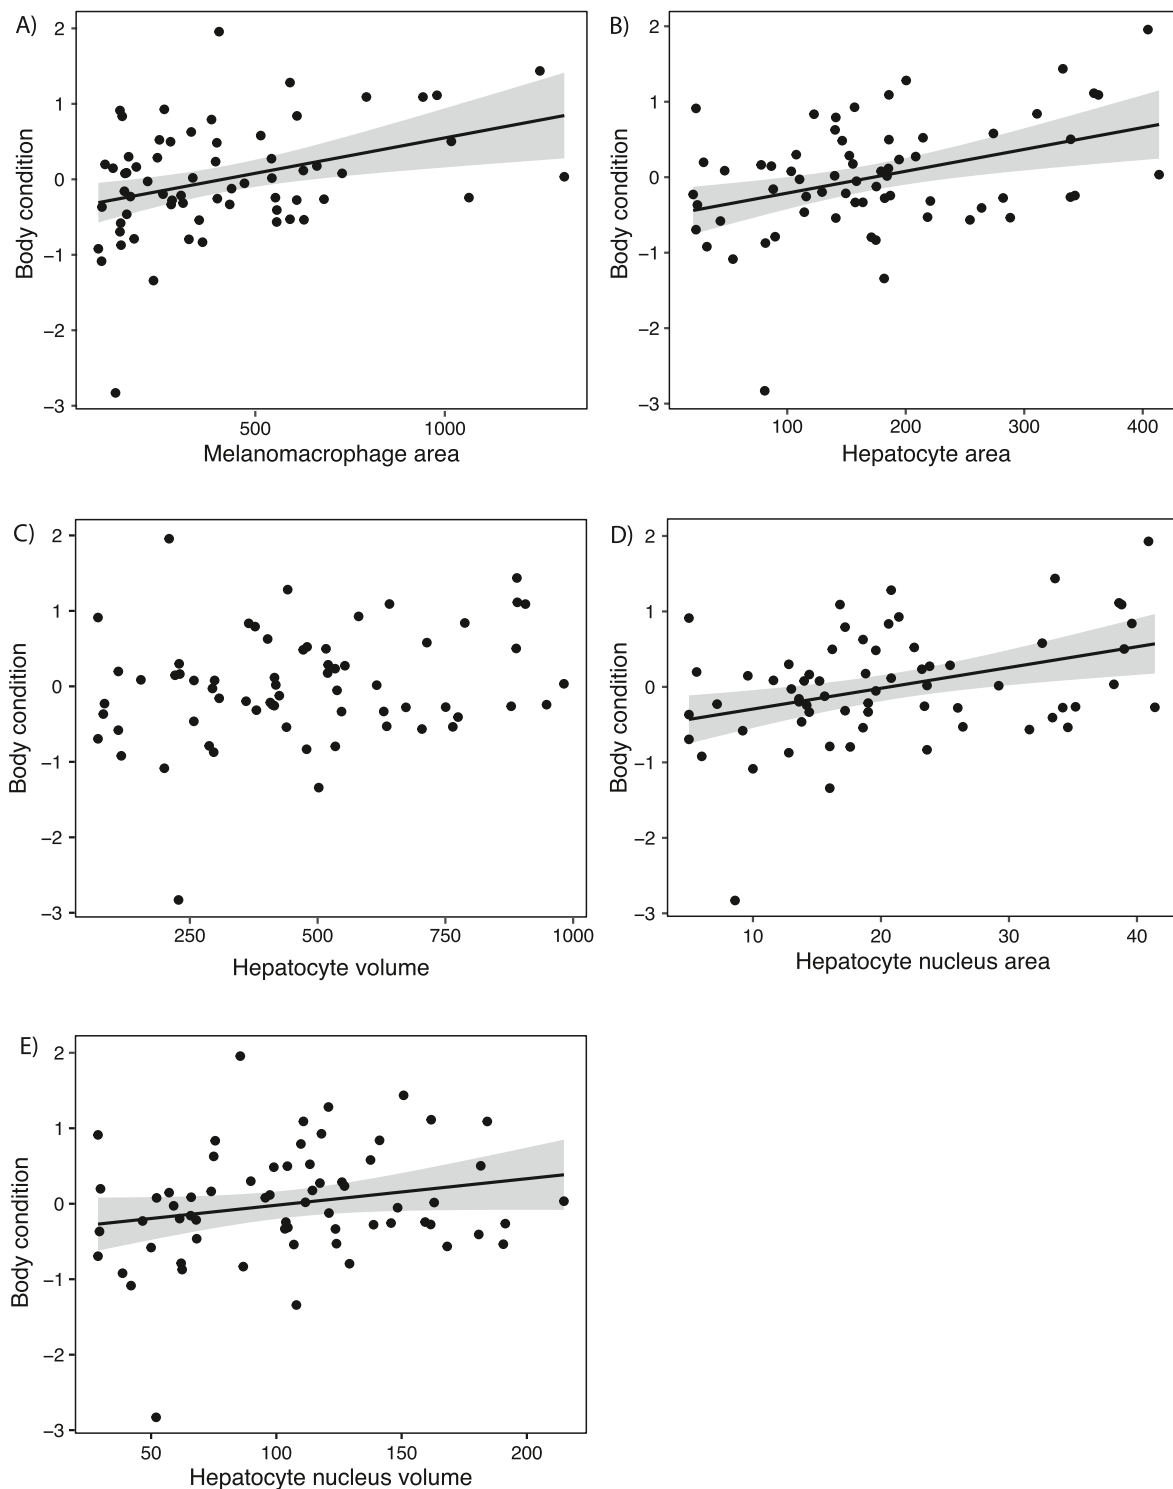 A)
2
1
0
−1
−2
−3
Body condition
500 1000
Melanomacrophage area
B)
2
1
0
−1
−2
−3
Body condition
100 200 300 400
Hepatocyte area
C)
2
1
0
−1
−2
−3
Body condition
250 500 750 1000
Hepatocyte volume
D)
2
1
0
−1
−2
−3
Body condition
10 20 30 40
Hepatocyte nucleus area
E)
2
1
0
−1
−2
−3
Body condition
50 100 150 200
Hepatocyte nucleus volume